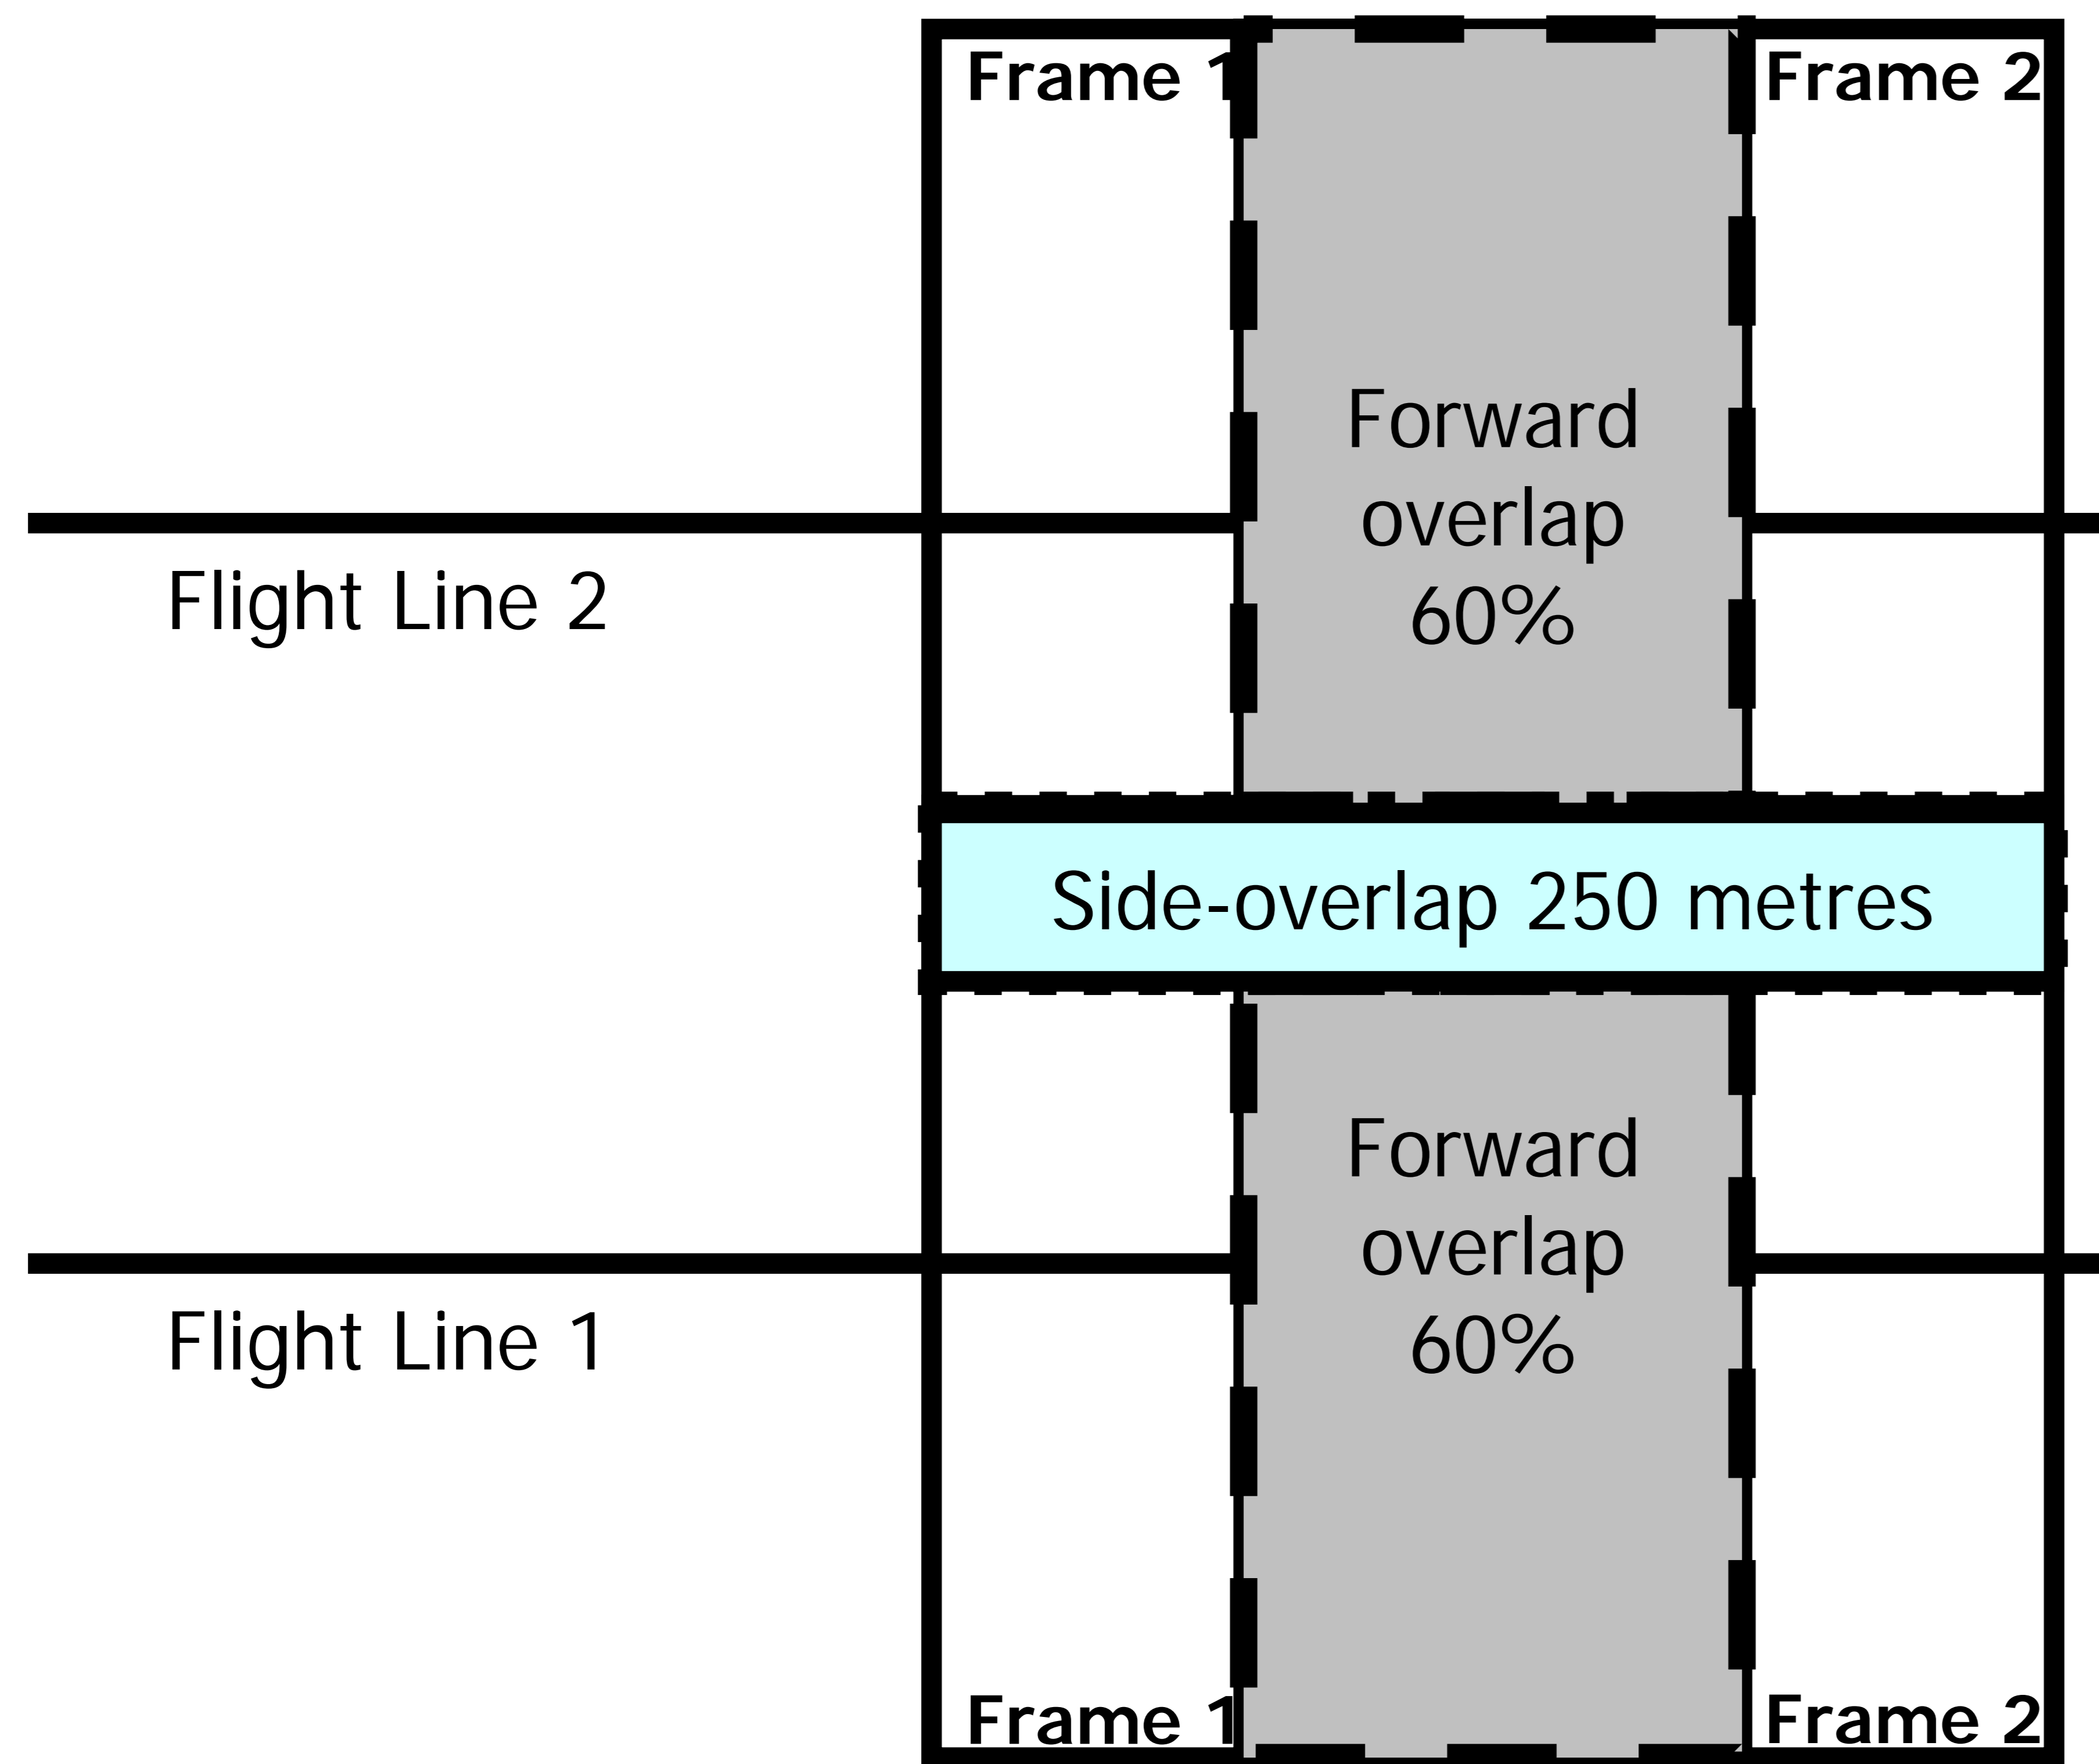 Frame 1
Frame 2
Forward
overlap
60%
Flight Line 2
Side-overlap 250 metres
Forward
overlap
60%
Flight Line 1
Frame 1
Frame 2